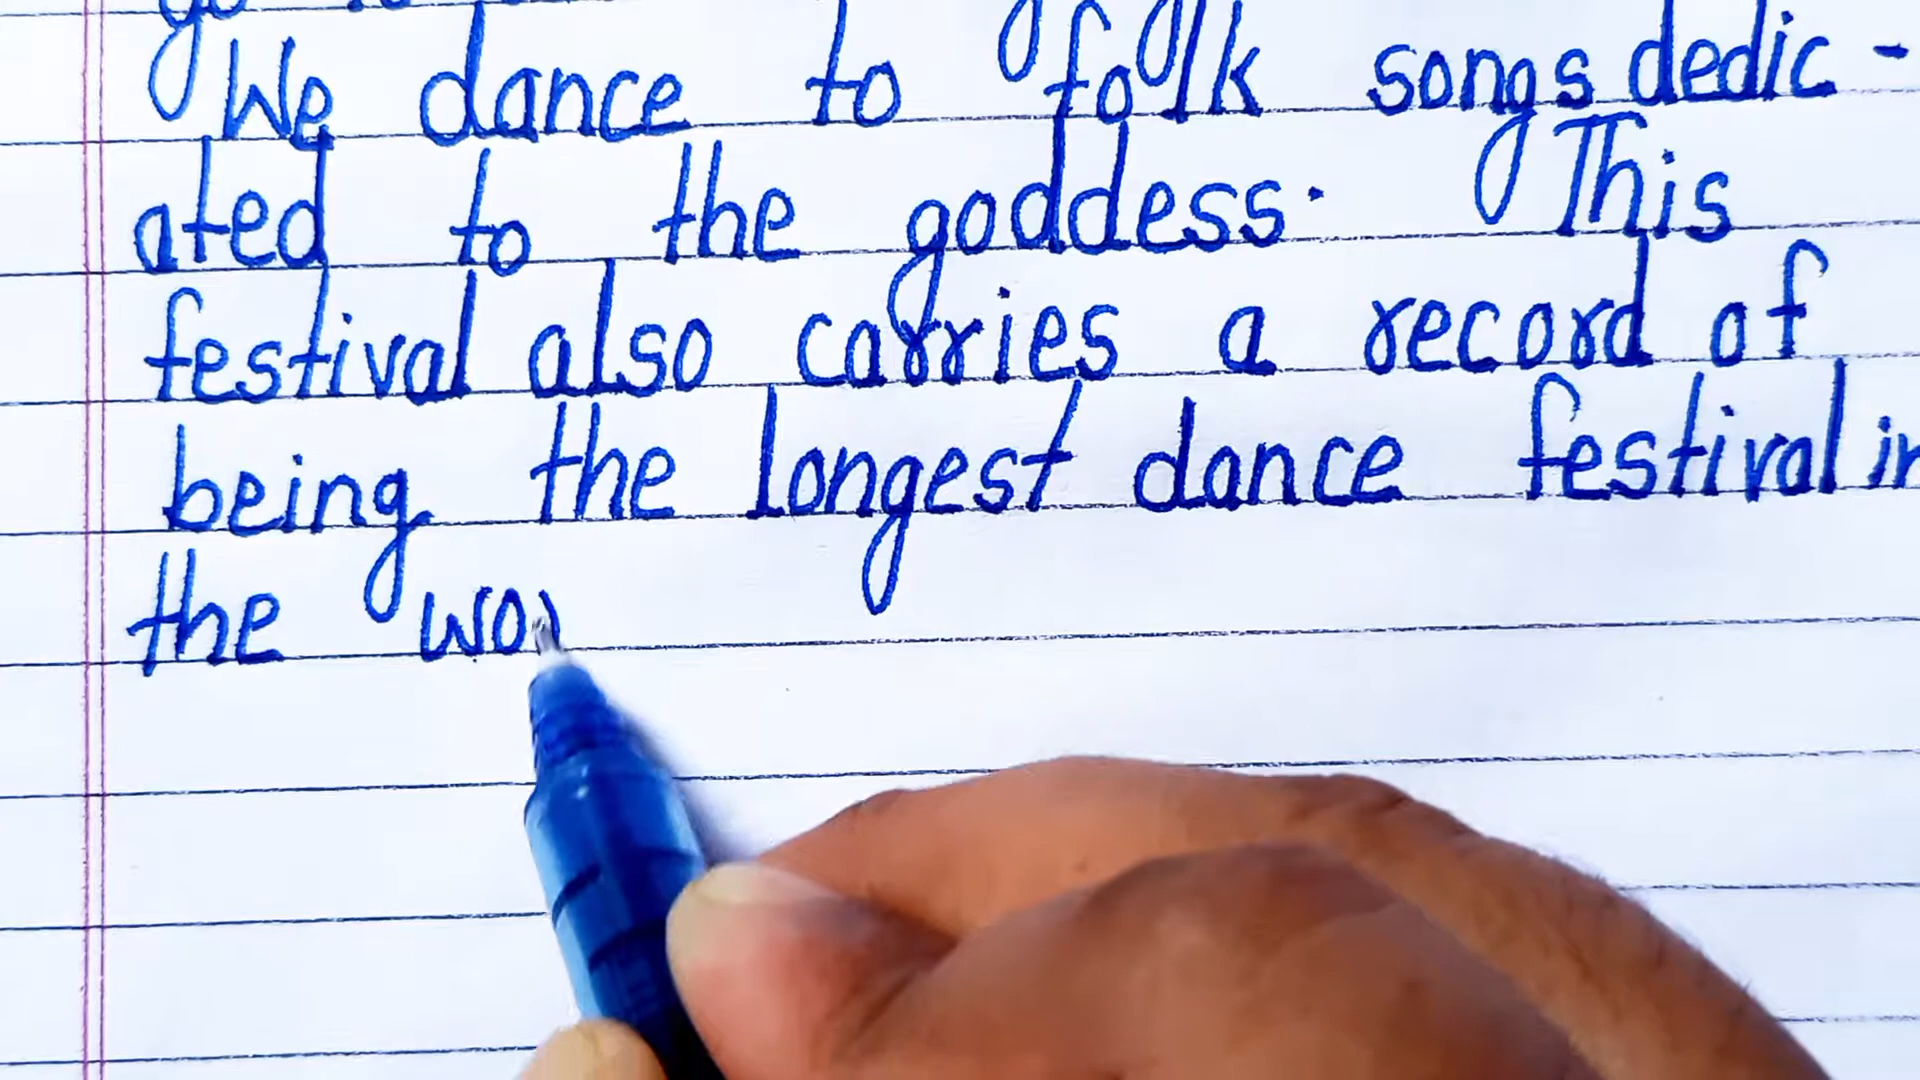 We dance to folk songs dedic-
ated to the goddess. This
festival also carries a record of
being the longest dance festival in
the wo